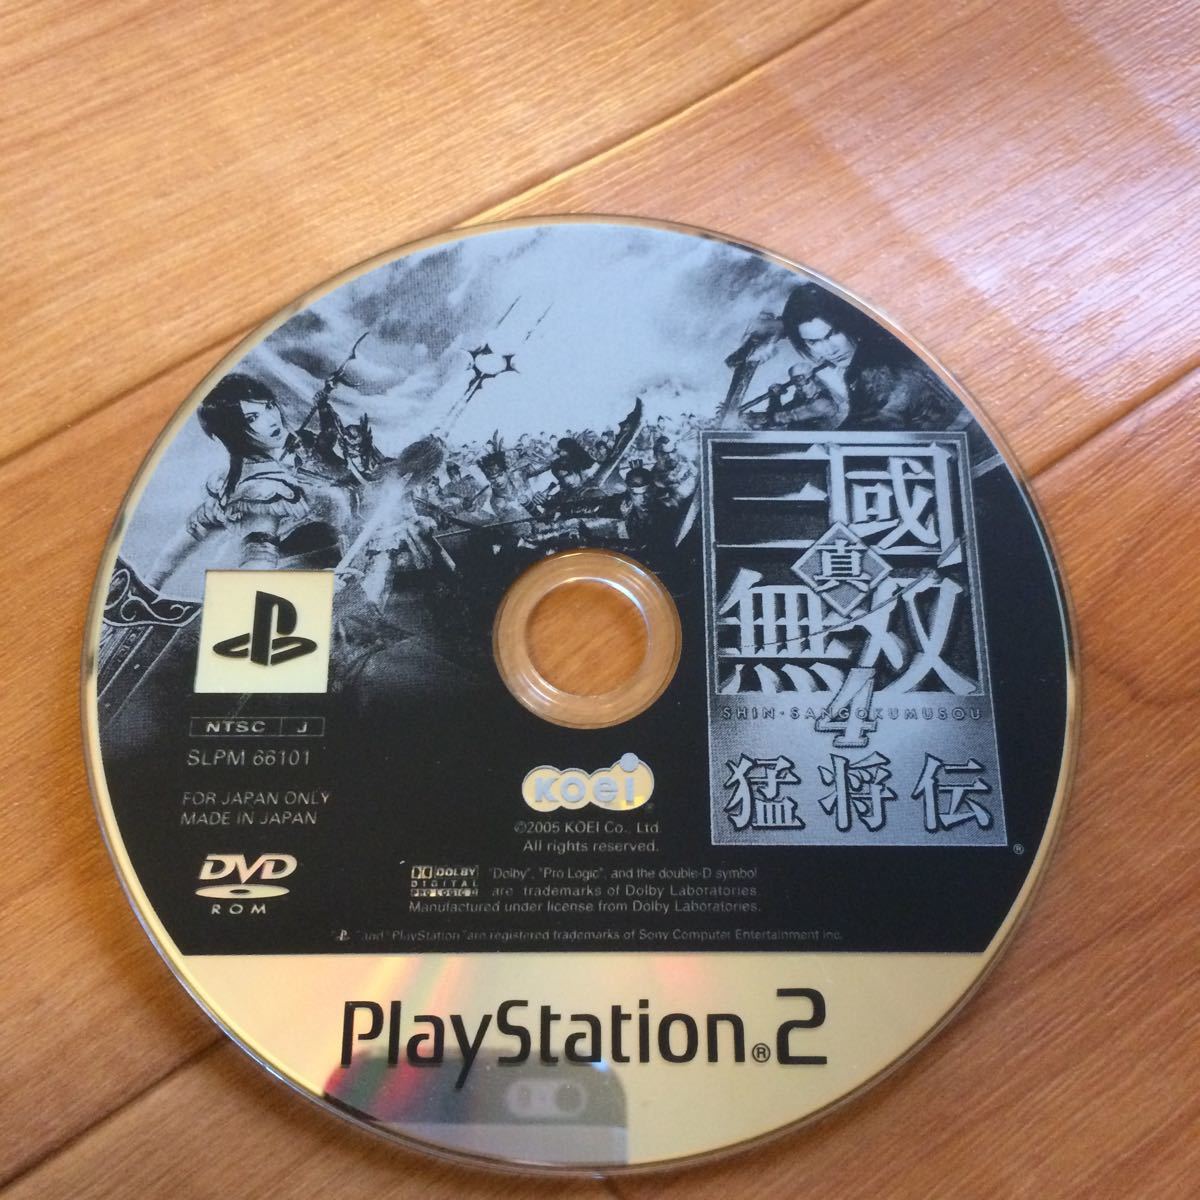 三國
真
無双
SHIN・SANGOKUMUSOU
4
猛将伝
®
NTSC J
SLPM 66101
FOR JAPAN ONLY
MADE IN JAPAN
DVD
ROM
KOEI
©2005 KOEI Co., Ltd.
All rights reserved.
DOLBY
DIGITAL
PRO LOGIC II
"Dolby", "Pro Logic", and the double-D symbol
are trademarks of Dolby Laboratories.
Manufactured under license from Dolby Laboratories.
" " and "PlayStation" are registered trademarks of Sony Computer Entertainment Inc.
PlayStation®2